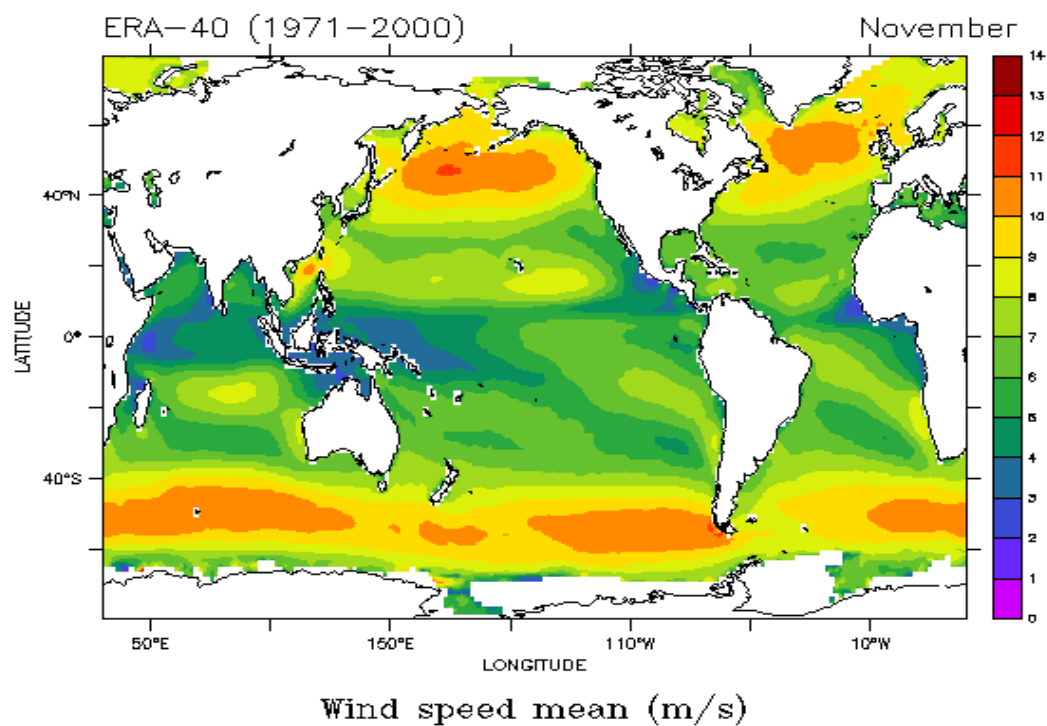 ERA-40 (1971-2000) November
14
13
12
11
10
9
8
7
6
5
4
3
2
1
0
40°N
0°
40°S
LATITUDE
50°E 150°E 110°W 10°W
LONGITUDE
Wind speed mean (m/s)